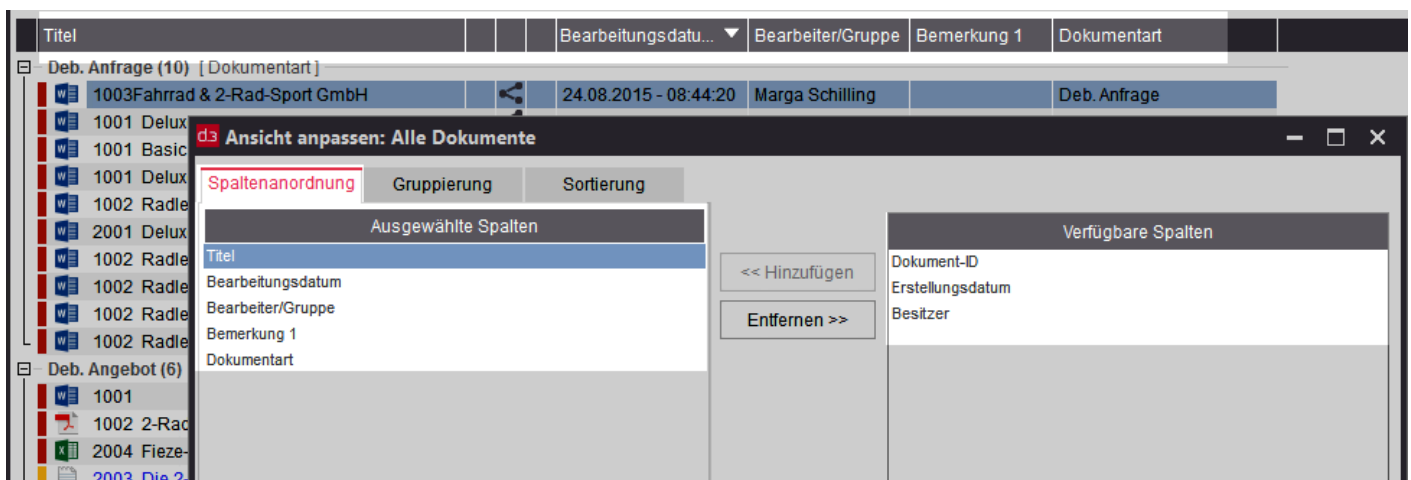 Titel Bearbeitungsdatu... Bearbeiter/Gruppe Bemerkung 1 Dokumentart
Deb. Anfrage (10) [Dokumentart]
1003Fahrrad & 2-Rad-Sport GmbH 24.08.2015 - 08:44:20 Marga Schilling Deb. Anfrage
1001 Delux
1001 Basic
1001 Delux
1002 Radle
2001 Delux
1002 Radle
1002 Radle
1002 Radle
1002 Radle
Deb. Angebot (6)
1001
1002 2-Rad
2004 Fieze-
2003 Die 2-
d3 Ansicht anpassen: Alle Dokumente
Spaltenanordnung Gruppierung Sortierung
Ausgewählte Spalten
Titel
Bearbeitungsdatum
Bearbeiter/Gruppe
Bemerkung 1
Dokumentart
<< Hinzufügen
Entfernen >>
Verfügbare Spalten
Dokument-ID
Erstellungsdatum
Besitzer